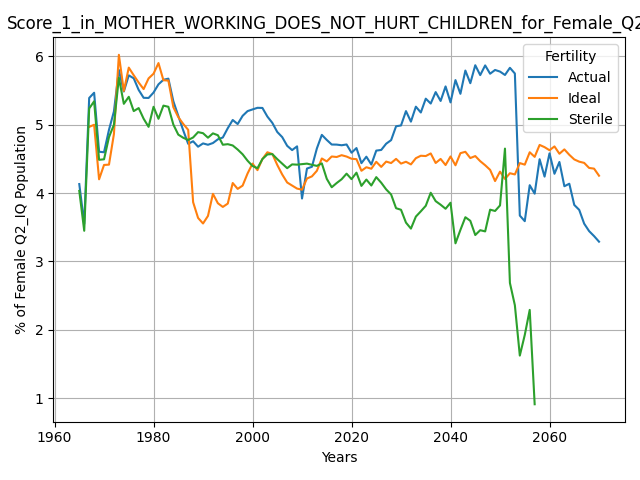 Score_1_in_MOTHER_WORKING_DOES_NOT_HURT_CHILDREN_for_Female_Q2
% of Female Q2_IQ Population
6
5
4
3
2
1
Fertility
Actual
Ideal
Sterile
1960
1980
2000
2020
2040
2060
Years